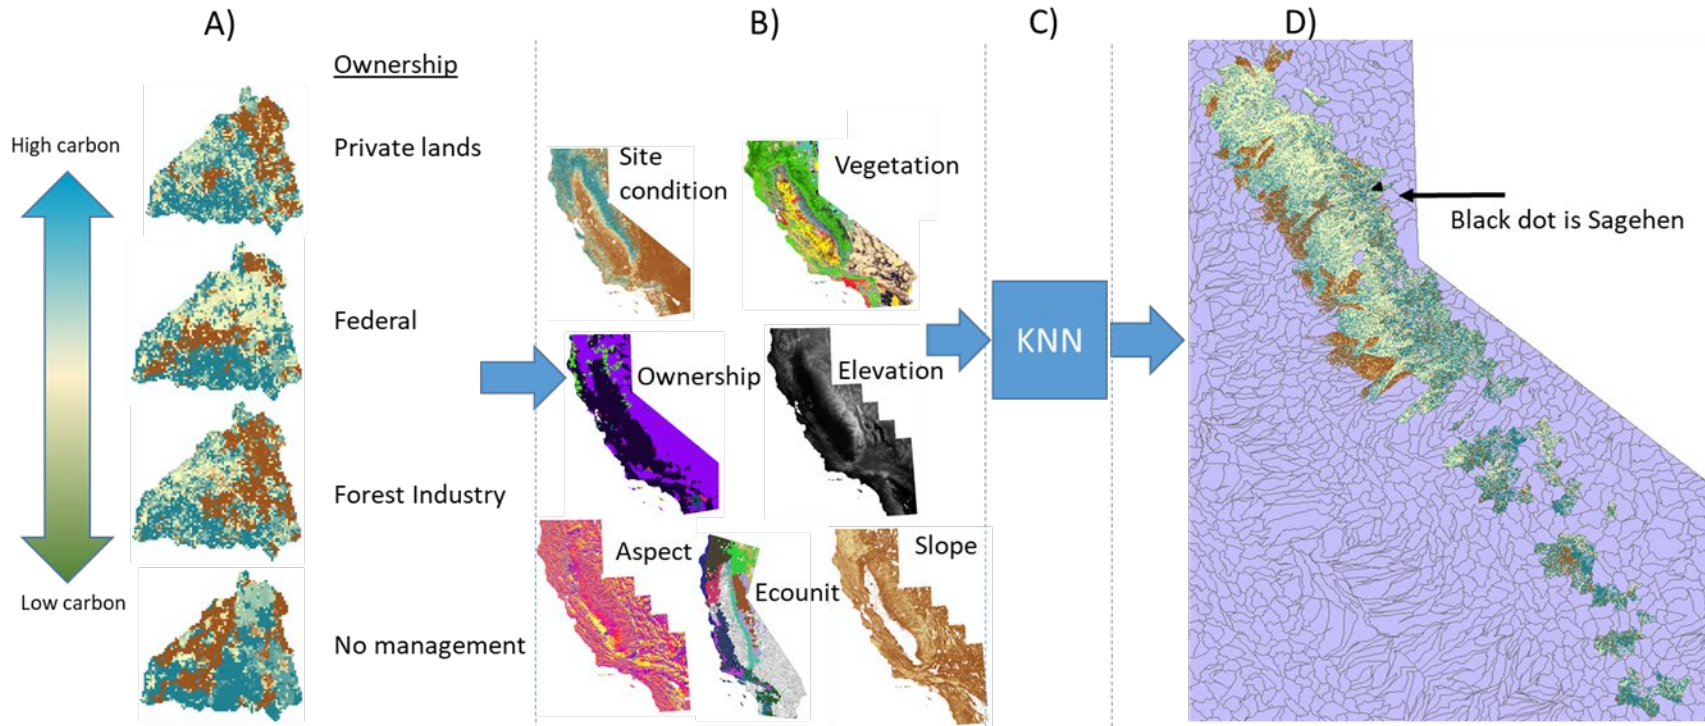 A)
B)
C)
D)
Ownership
High carbon
Private lands
Federal
Forest Industry
Low carbon
No management
Site
condition
Vegetation
Ownership
Elevation
Aspect
Ecounit
Slope
KNN
Black dot is Sagehen